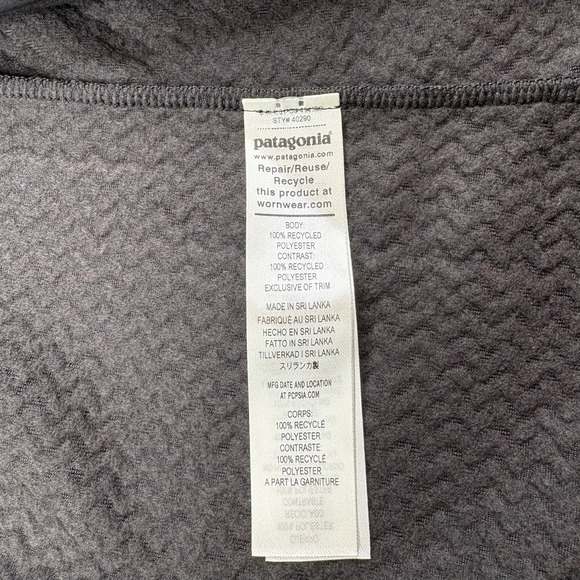 STY# 40290
patagonia
www.patagonia.com
Repair/Reuse/
Recycle
this product at
wornwear.com
BODY:
100% RECYCLED
POLYESTER
CONTRAST:
100% RECYCLED
POLYESTER
EXCLUSIVE OF TRIM
MADE IN SRI LANKA
FABRIQUÉ AU SRI LANKA
HECHO EN SRI LANKA
FATTO IN SRI LANKA
TILLVERKAD I SRI LANKA
スリランカ製
MFG DATE AND LOCATION
AT PCPSIA.COM
CORPS:
100% RECYCLÉ
POLYESTER
CONTRASTE:
100% RECYCLÉ
POLYESTER
A PART LA GARNITURE